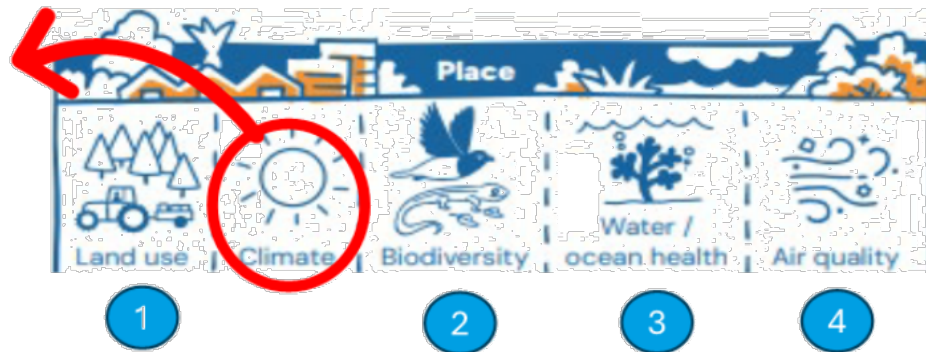 Place
Land use
Climate
Biodiversity
Water /
ocean health
Air quality
1
2
3
4